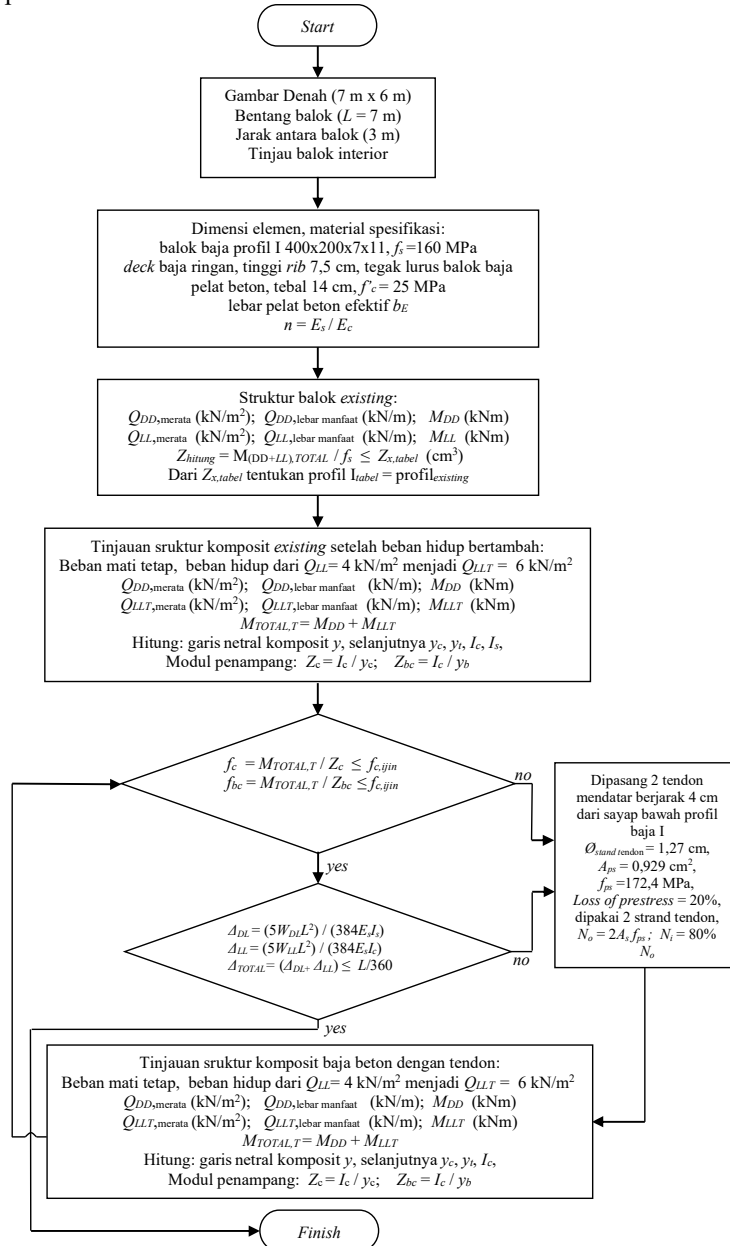 Start
Gambar Denah (7 m x 6 m)
Bentang balok (L = 7 m)
Jarak antara balok (3 m)
Tinjau balok interior
Dimensi elemen, material spesifikasi:
balok baja profil I 400x200x7x11, fs =160 MPa
deck baja ringan, tinggi rib 7,5 cm, tegak lurus balok baja
pelat beton, tebal 14 cm, f'c = 25 MPa
lebar pelat beton efektif bE
n = Es / Ec
Struktur balok existing:
QDD,merata (kN/m2); QDD,lebar manfaat (kN/m); MDD (kNm)
QLL,merata (kN/m2); QLL,lebar manfaat (kN/m); MLL (kNm)
Zhitung = M(DD+LL),TOTAL / fs ≤ Zx,tabel (cm3)
Dari Zx,tabel tentukan profil Itabel = profilexisting
Tinjauan sruktur komposit existing setelah beban hidup bertambah:
Beban mati tetap, beban hidup dari QLL= 4 kN/m2 menjadi QLLT = 6 kN/m2
QDD,merata (kN/m2); QDD,lebar manfaat (kN/m); MDD (kNm)
QLLT,merata (kN/m2); QLLT,lebar manfaat (kN/m); MLLT (kNm)
MTOTAL,T = MDD + MLLT
Hitung: garis netral komposit y, selanjutnya yc, yt, Ic, Is,
Modul penampang: Zc = Ic / yc; Zbc = Ic / yb
fc = MTOTAL,T / Zc ≤ fc,ijin
fbc = MTOTAL,T / Zbc ≤fc,ijin
no
yes
Dipasang 2 tendon
mendatar berjarak 4 cm
dari sayap bawah profil
baja I
Østand tendon = 1,27 cm,
Aps = 0,929 cm2,
fps =172,4 MPa,
Loss of prestress = 20%,
dipakai 2 strand tendon,
No = 2As fps ; Ni = 80%
No
ΔDL = (5WDLL2) / (384EsIs)
ΔLL = (5WLLL2) / (384EsIc)
ΔTOTAL = (ΔDL+ ΔLL) ≤ L/360
no
yes
Tinjauan sruktur komposit baja beton dengan tendon:
Beban mati tetap, beban hidup dari QLL= 4 kN/m2 menjadi QLLT = 6 kN/m2
QDD,merata (kN/m2); QDD,lebar manfaat (kN/m); MDD (kNm)
QLLT,merata (kN/m2); QLLT,lebar manfaat (kN/m); MLLT (kNm)
MTOTAL,T = MDD + MLLT
Hitung: garis netral komposit y, selanjutnya yc, yt, Ic,
Modul penampang: Zc = Ic / yc; Zbc = Ic / yb
Finish